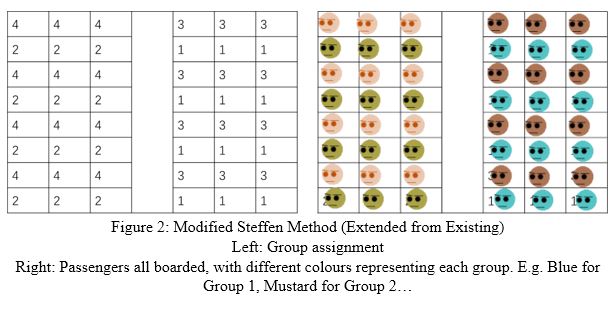 4 4 4 3 3 3
2 2 2 1 1 1
4 4 4 3 3 3
2 2 2 1 1 1
4 4 4 3 3 3
2 2 2 1 1 1
4 4 4 3 3 3
2 2 2 1 1 1
Figure 2: Modified Steffen Method (Extended from Existing)
Left: Group assignment
Right: Passengers all boarded, with different colours representing each group. E.g. Blue for
Group 1, Mustard for Group 2…